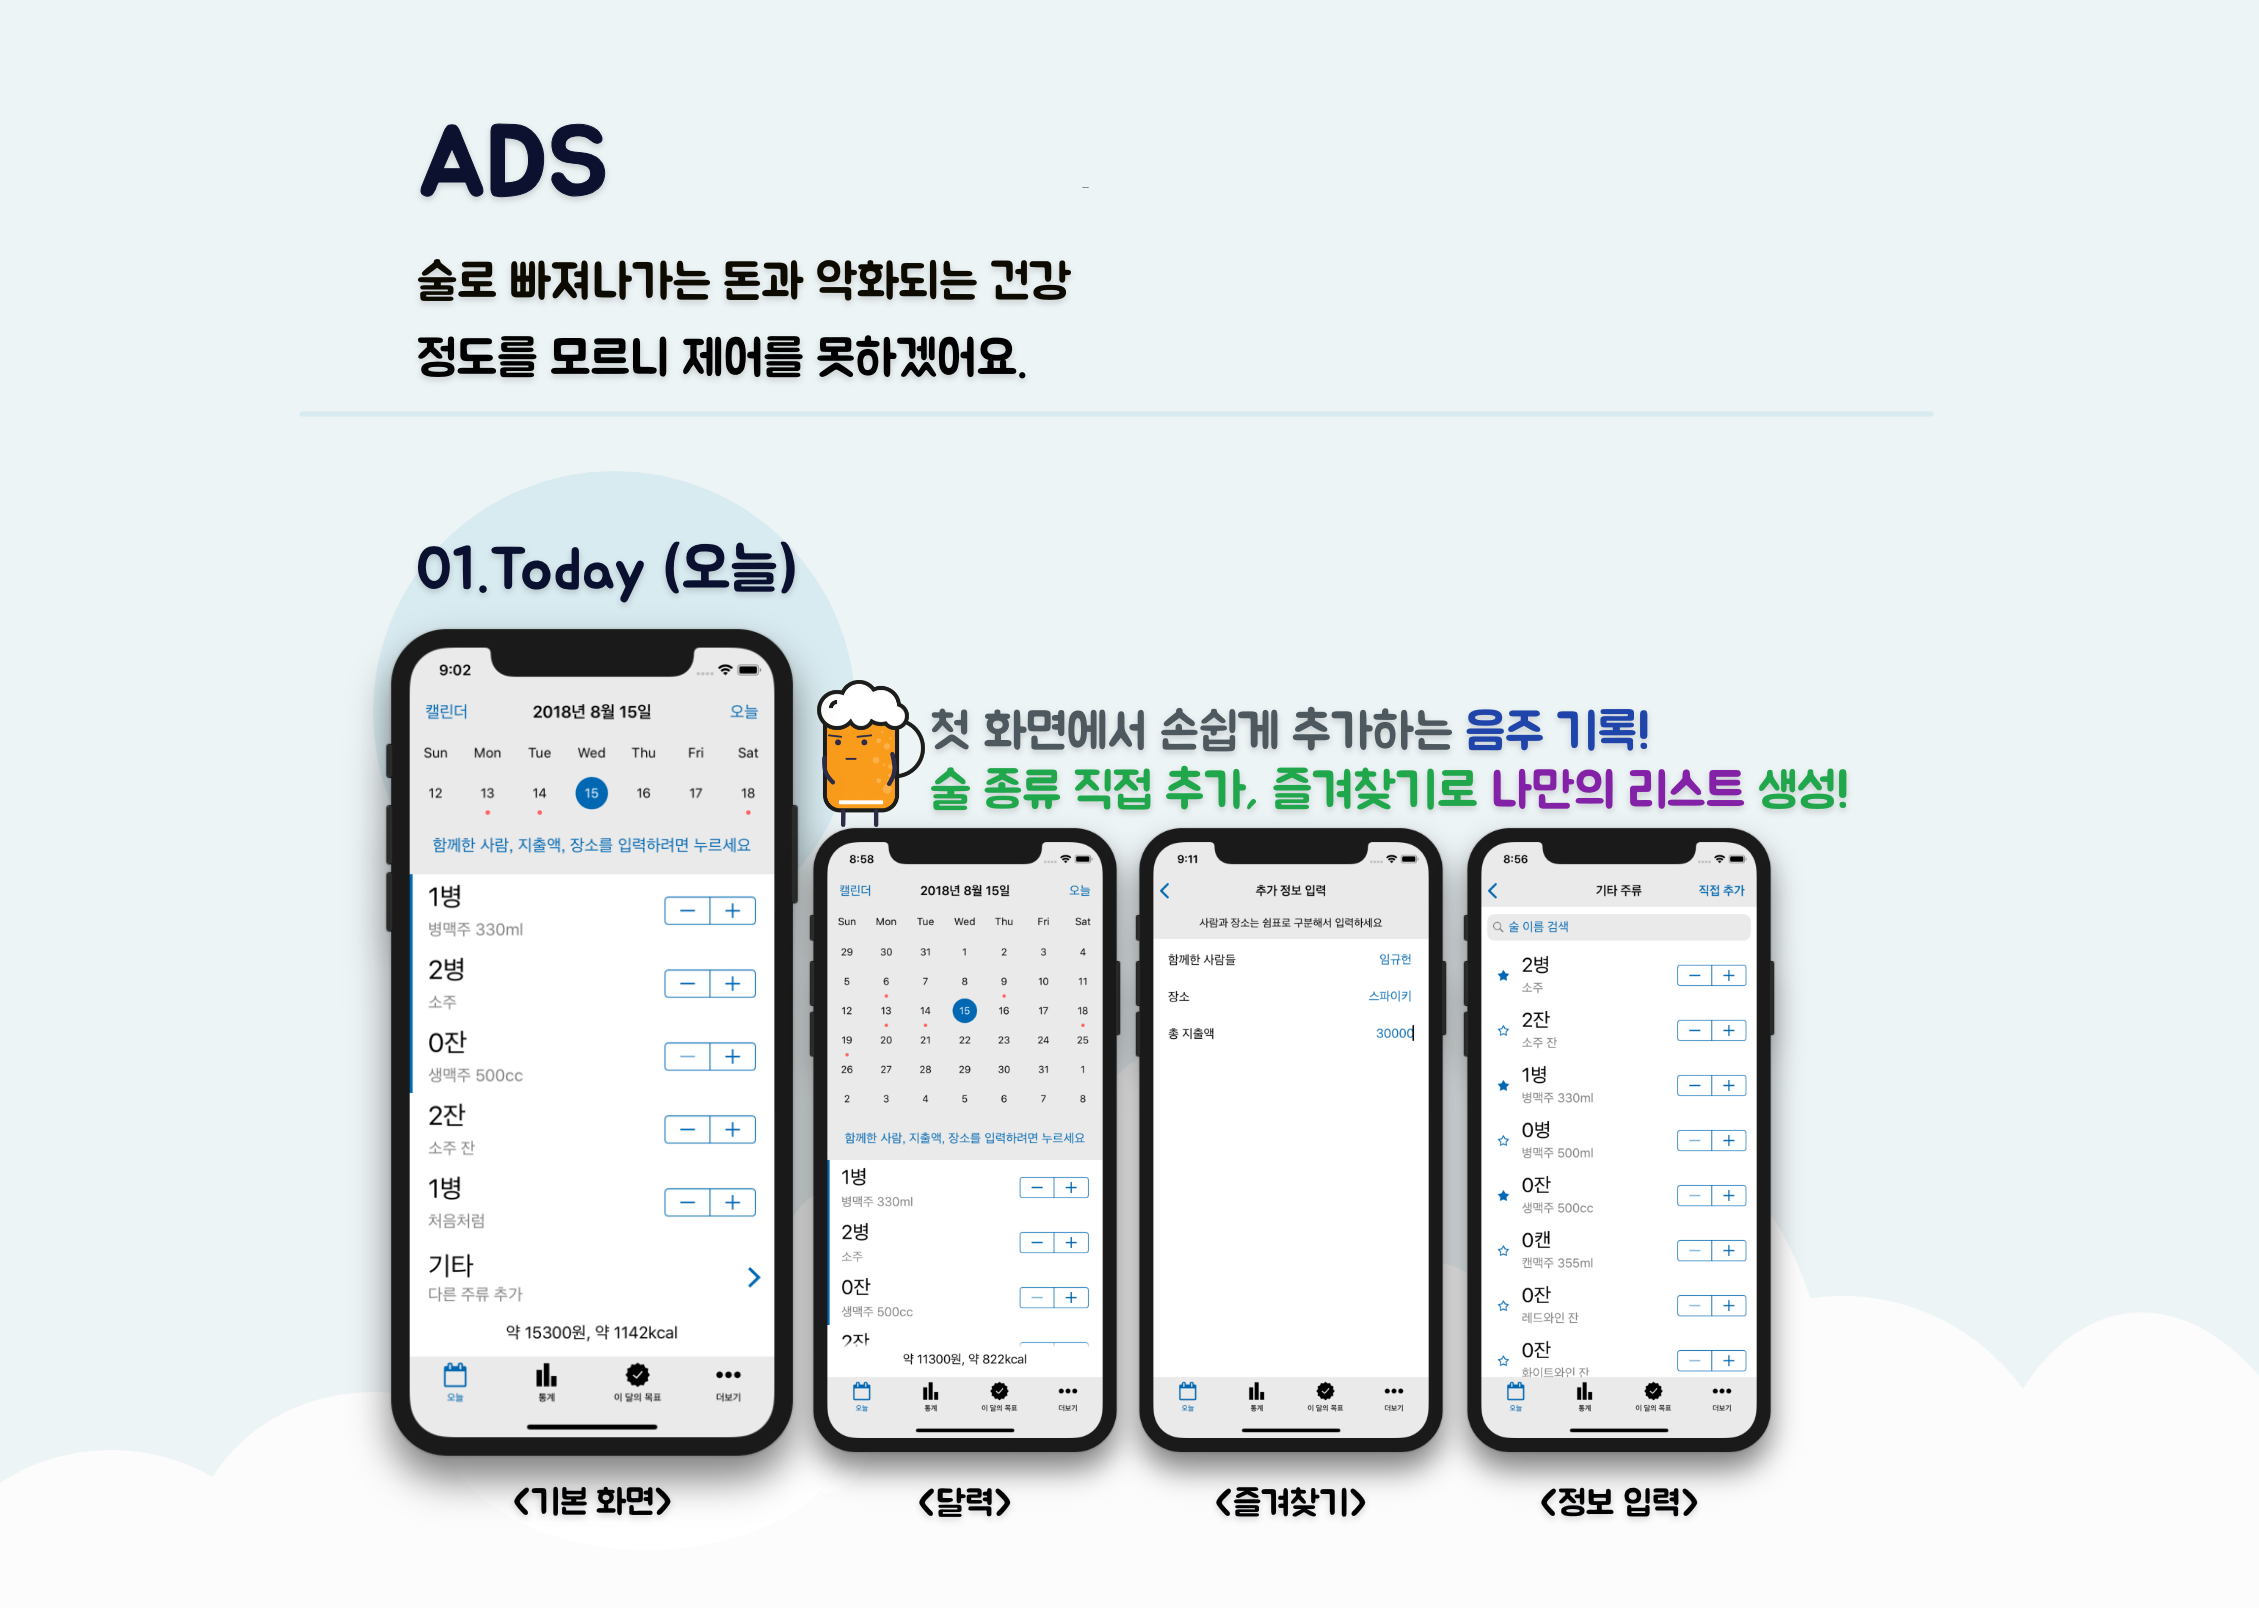 ADS
술로 빠져나가는 돈과 악화되는 건강
정도를 모르니 제어를 못하겠어요.
01.Today (오늘)
첫 화면에서 손쉽게 추가하는 음주 기록!
술 종류 직접 추가, 즐겨찾기로 나만의 리스트 생성!
9:02
캘린더 2018년 8월 15일 오늘
Sun Mon Tue Wed Thu Fri Sat
12 13 14 15 16 17 18
함께한 사람, 지출액, 장소를 입력하려면 누르세요
1병
병맥주 330ml
2병
소주
0잔
생맥주 500cc
2잔
소주 잔
1병
처음처럼
기타
다른 주류 추가
약 15300원, 약 1142kcal
오늘 통계 이 달의 목표 더보기
<기본 화면>
8:58
캘린더 2018년 8월 15일 오늘
Sun Mon Tue Wed Thu Fri Sat
29 30 31 1 2 3 4
5 6 7 8 9 10 11
12 13 14 15 16 17 18
19 20 21 22 23 24 25
26 27 28 29 30 31 1
2 3 4 5 6 7 8
함께한 사람, 지출액, 장소를 입력하려면 누르세요
1병
병맥주 330ml
2병
소주
0잔
생맥주 500cc
2잔
약 11300원, 약 822kcal
오늘 통계 이 달의 목표 더보기
<달력>
9:11
추가 정보 입력
사람과 장소는 쉼표로 구분해서 입력하세요
함께한 사람들 임규헌
장소 스파이키
총 지출액 30000
오늘 통계 이 달의 목표 더보기
<즐겨찾기>
8:56
기타 주류 직접 추가
술 이름 검색
2병
소주
2잔
소주 잔
1병
병맥주 330ml
0병
병맥주 500ml
0잔
생맥주 500cc
0캔
캔맥주 355ml
0잔
레드와인 잔
0잔
화이트와인 잔
오늘 통계 이 달의 목표 더보기
<정보 입력>